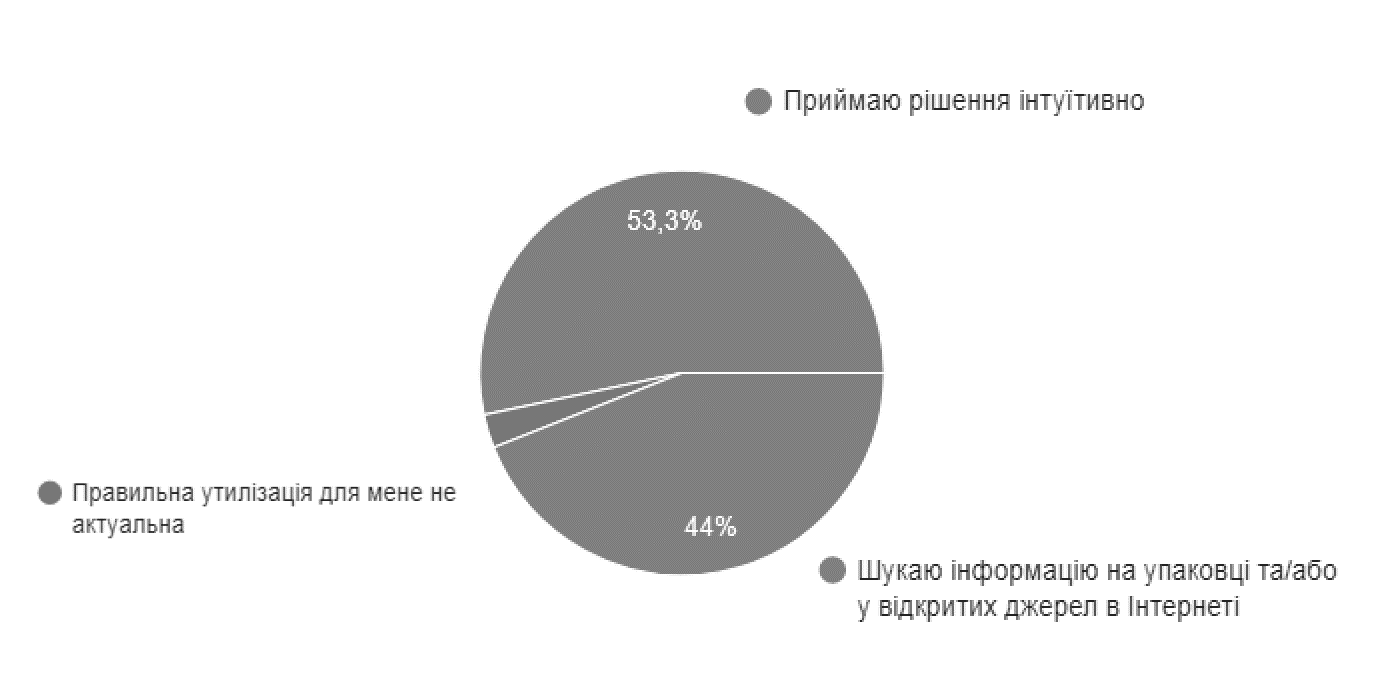 Приймаю рішення інтуїтивно
53,3%
Правильна утилізація для мене не
актуальна
44%
Шукаю інформацію на упаковці та/або
у відкритих джерел в Інтернеті